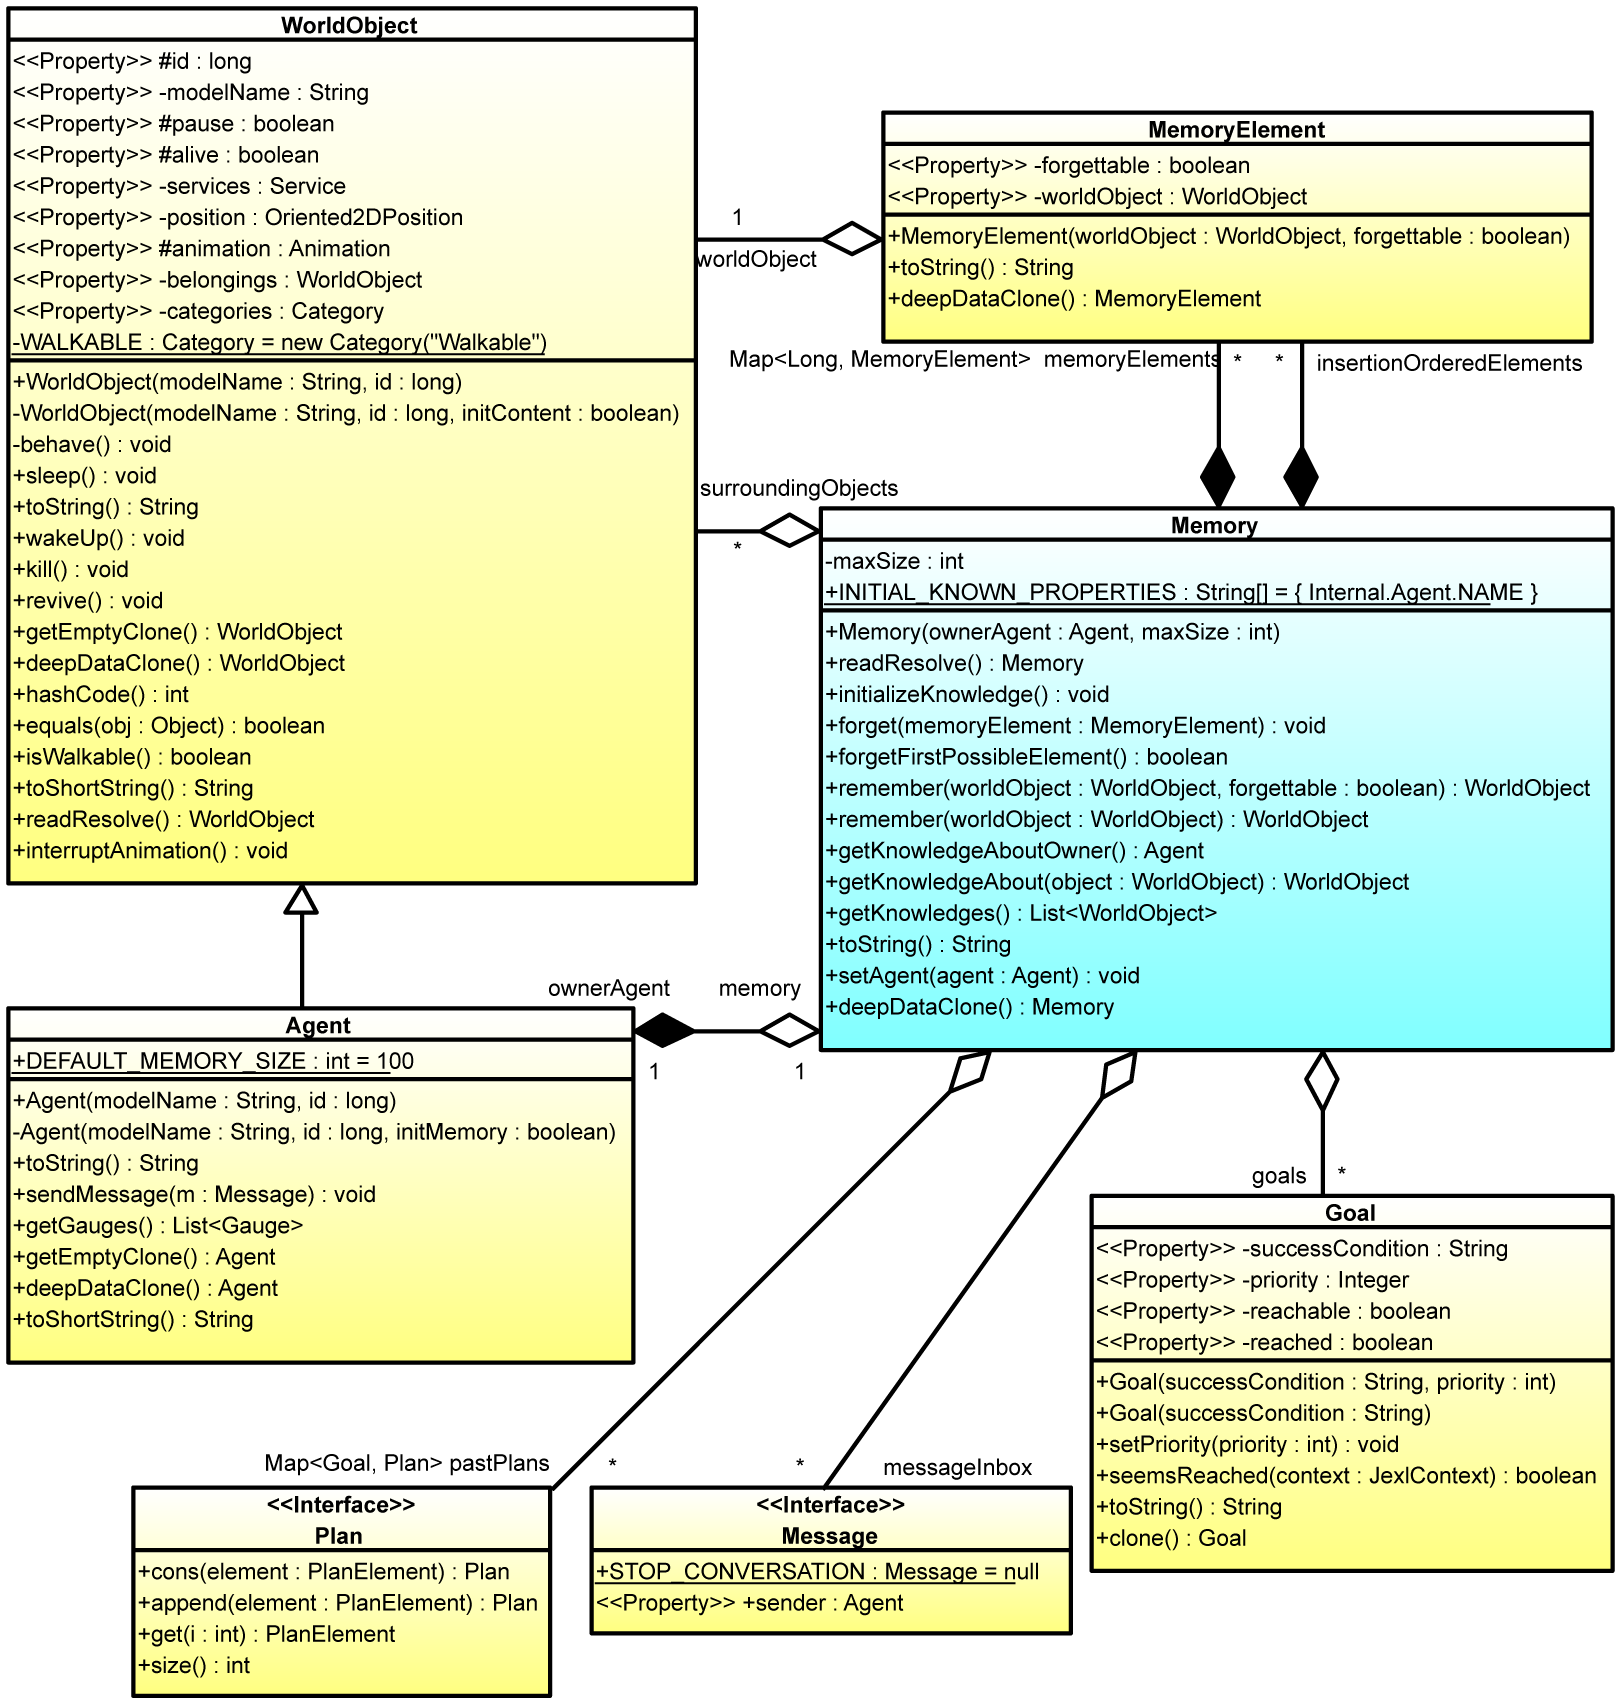 WorldObject
<<Property>> #id : long
<<Property>> -modelName : String
<<Property>> #pause : boolean
<<Property>> #alive : boolean
<<Property>> -services : Service
<<Property>> -position : Oriented2DPosition
<<Property>> #animation : Animation
<<Property>> -belongings : WorldObject
<<Property>> -categories : Category
-WALKABLE : Category = new Category("Walkable")
+WorldObject(modelName : String, id : long)
-WorldObject(modelName : String, id : long, initContent : boolean)
-behave() : void
+sleep() : void
+toString() : String
+wakeUp() : void
+kill() : void
+revive() : void
+getEmptyClone() : WorldObject
+deepDataClone() : WorldObject
+hashCode() : int
+equals(obj : Object) : boolean
+isWalkable() : boolean
+toShortString() : String
+readResolve() : WorldObject
+interruptAnimation() : void
1
worldObject
MemoryElement
<<Property>> -forgettable : boolean
<<Property>> -worldObject : WorldObject
+MemoryElement(worldObject : WorldObject, forgettable : boolean)
+toString() : String
+deepDataClone() : MemoryElement
Map<Long, MemoryElement> memoryElements
*
*
insertionOrderedElements
surroundingObjects
*
Memory
-maxSize : int
+INITIAL_KNOWN_PROPERTIES : String[] = { Internal.Agent.NAME }
+Memory(ownerAgent : Agent, maxSize : int)
+readResolve() : Memory
+initializeKnowledge() : void
+forget(memoryElement : MemoryElement) : void
+forgetFirstPossibleElement() : boolean
+remember(worldObject : WorldObject, forgettable : boolean) : WorldObject
+remember(worldObject : WorldObject) : WorldObject
+getKnowledgeAboutOwner() : Agent
+getKnowledgeAbout(object : WorldObject) : WorldObject
+getKnowledges() : List<WorldObject>
+toString() : String
+setAgent(agent : Agent) : void
+deepDataClone() : Memory
ownerAgent
memory
1
1
Agent
+DEFAULT_MEMORY_SIZE : int = 100
+Agent(modelName : String, id : long)
-Agent(modelName : String, id : long, initMemory : boolean)
+toString() : String
+sendMessage(m : Message) : void
+getGauges() : List<Gauge>
+getEmptyClone() : Agent
+deepDataClone() : Agent
+toShortString() : String
goals
*
Goal
<<Property>> -successCondition : String
<<Property>> -priority : Integer
<<Property>> -reachable : boolean
<<Property>> -reached : boolean
+Goal(successCondition : String, priority : int)
+Goal(successCondition : String)
+setPriority(priority : int) : void
+seemsReached(context : JexlContext) : boolean
+toString() : String
+clone() : Goal
Map<Goal, Plan> pastPlans
*
<<Interface>>
Plan
+cons(element : PlanElement) : Plan
+append(element : PlanElement) : Plan
+get(i : int) : PlanElement
+size() : int
*
messageInbox
<<Interface>>
Message
+STOP_CONVERSATION : Message = null
<<Property>> +sender : Agent